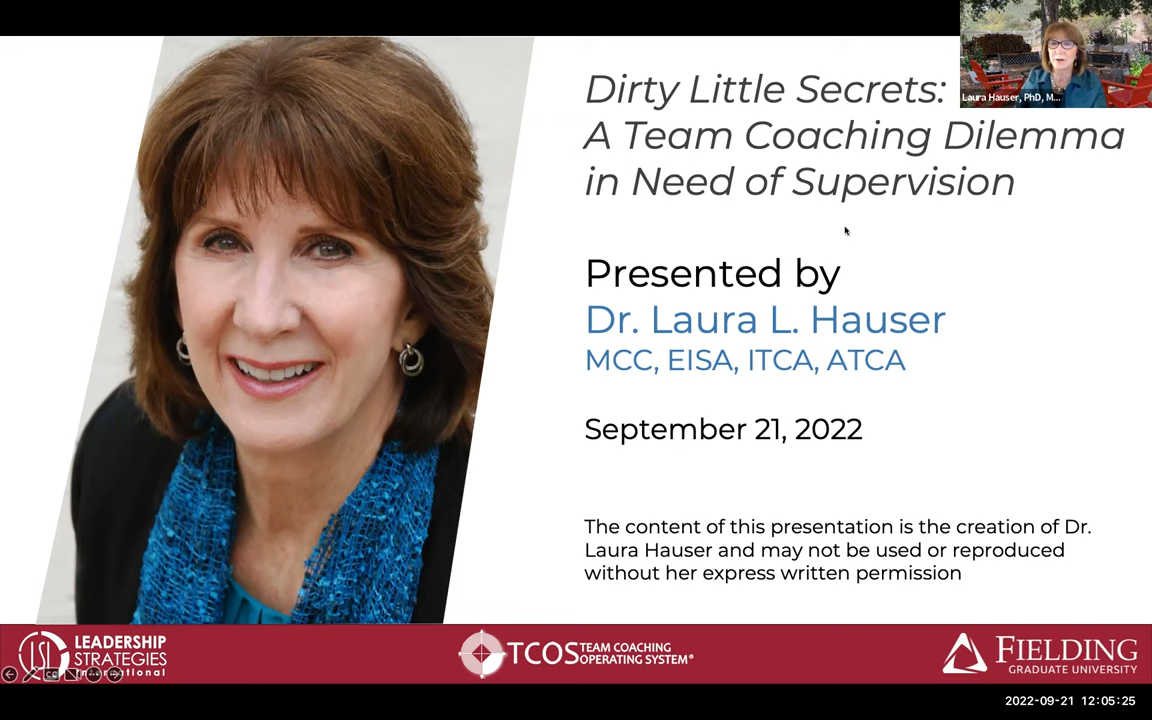 Dirty Little Secrets:
A Team Coaching Dilemma
in Need of Supervision
Laura Hauser, PhD, M...
Presented by
Dr. Laura L. Hauser
MCC, EISA, ITCA, ATCA
September 21, 2022
The content of this presentation is the creation of Dr.
Laura Hauser and may not be used or reproduced
without her express written permission
LSI
LEADERSHIP
STRATEGIES
International
TCOS TEAM COACHING
OPERATING SYSTEM®
FIELDING
GRADUATE UNIVERSITY
2022-09-21 12:05:25